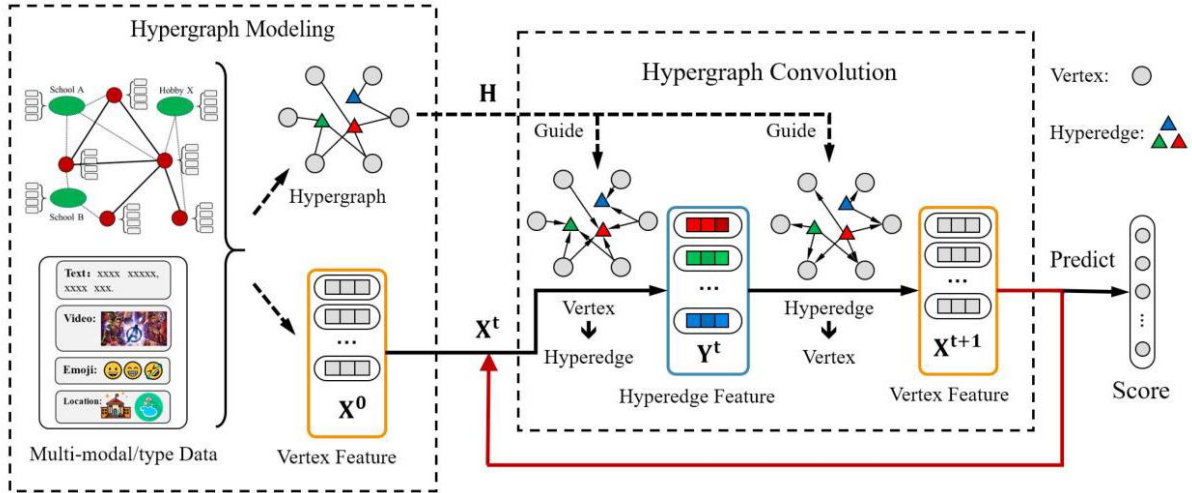 Hypergraph Modeling
School A
Hobby X
School B
Hypergraph
Text: xxxx xxxxx,
xxxx xxx.
Video:
Emoji:
Location:
Multi-modal/type Data
X⁰
Vertex Feature
H
Xᵗ
Hypergraph Convolution
Guide
Guide
Vertex
Hyperedge
...
Yᵗ
Hyperedge Feature
Hyperedge
Vertex
...
Xᵗ⁺¹
Vertex Feature
Vertex:
Hyperedge:
Predict
Score